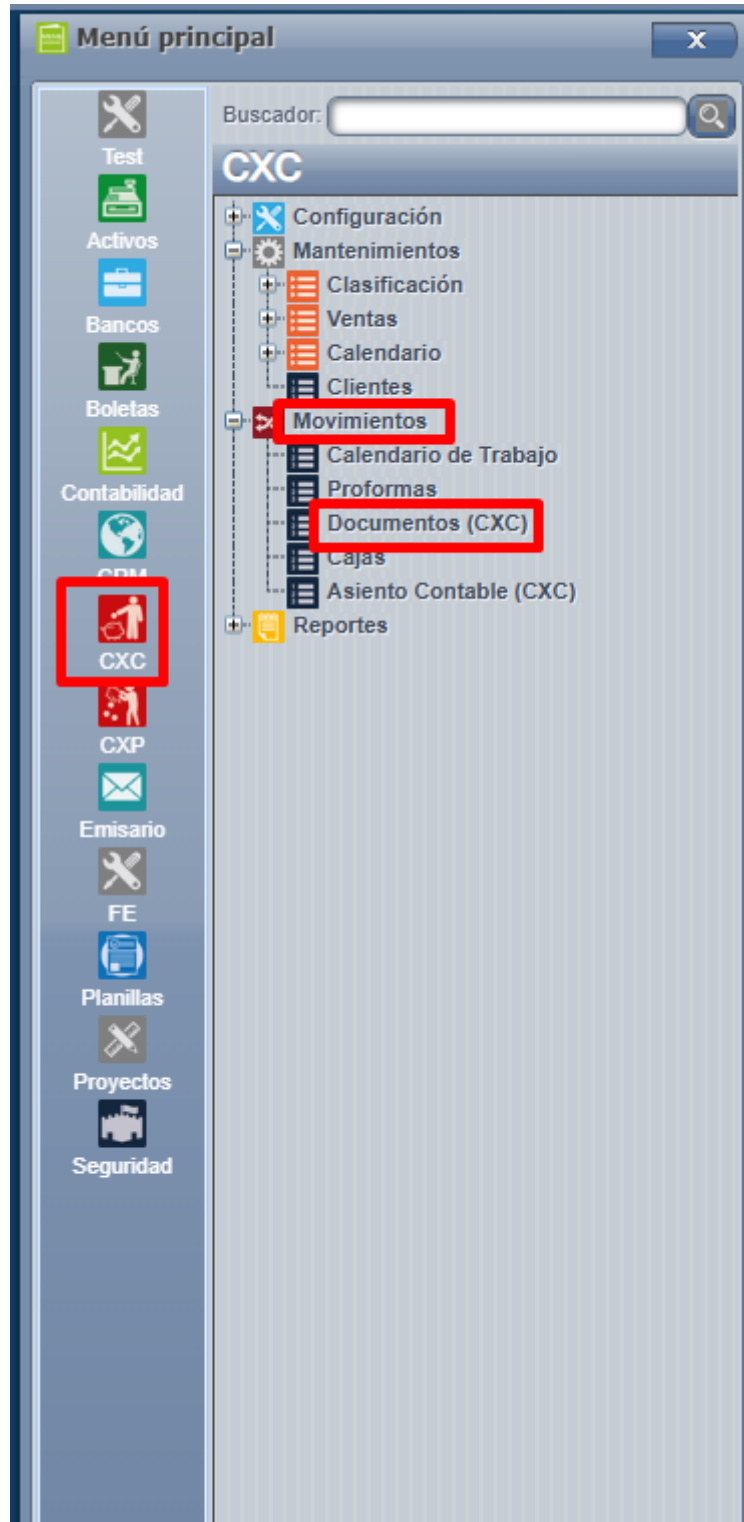 Menú principal
x
Test
Activos
Bancos
Boletas
Contabilidad
CRM
CXC
CXP
Emisario
FE
Planillas
Proyectos
Seguridad
Buscador:
CXC
Configuración
Mantenimientos
Clasificación
Ventas
Calendario
Clientes
Movimientos
Calendario de Trabajo
Proformas
Documentos (CXC)
Cajas
Asiento Contable (CXC)
Reportes